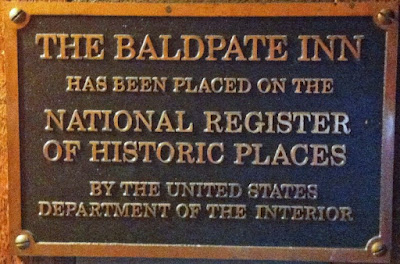 THE BALDPATE INN
HAS BEEN PLACED ON THE
NATIONAL REGISTER
OF HISTORIC PLACES
BY THE UNITED STATES
DEPARTMENT OF THE INTERIOR